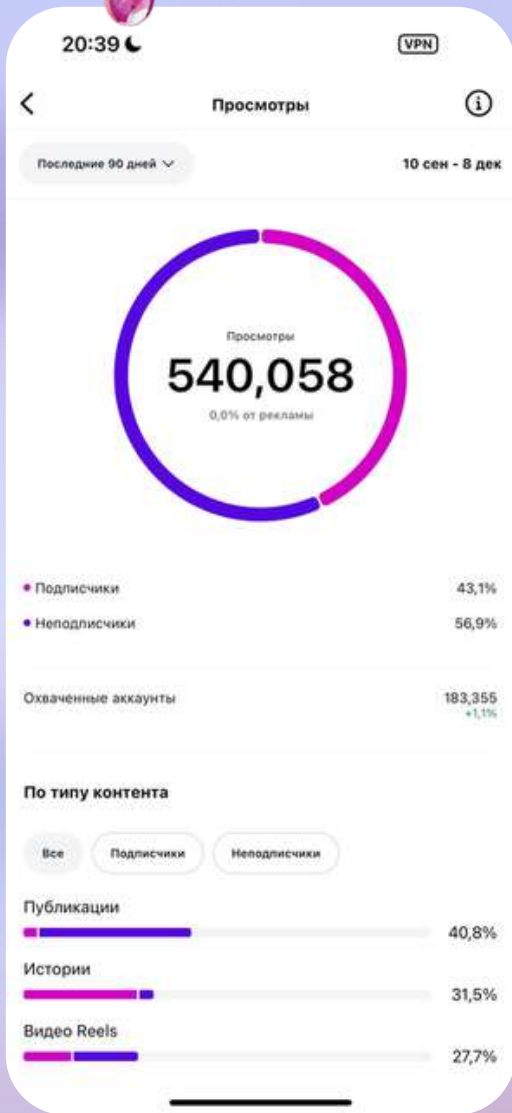 20:39
VPN
Просмотры
Последние 90 дней
10 сен - 8 дек
Просмотры
540,058
0,0% от рекламы
Подписчики 43,1%
Неподписчики 56,9%
Охваченные аккаунты 183,355
+1,1%
По типу контента
Все Подписчики Неподписчики
Публикации
40,8%
Истории
31,5%
Видео Reels
27,7%